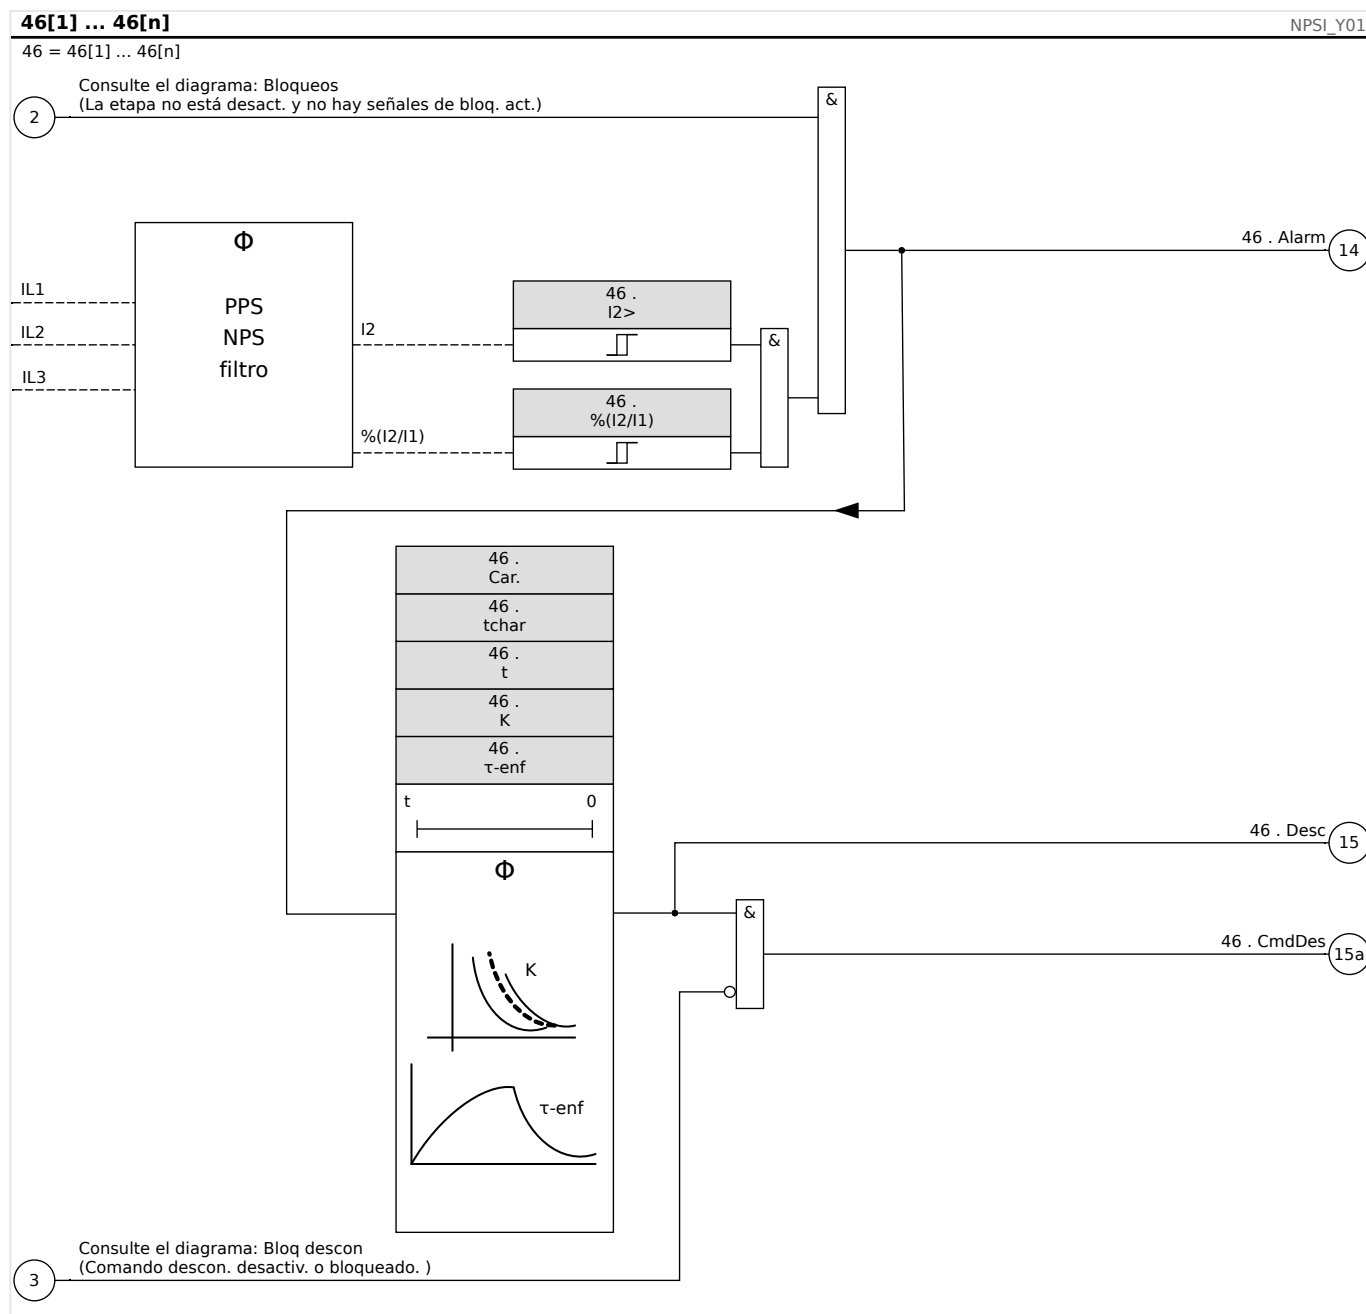 46[1] ... 46[n]
NPSI_Y01
46 = 46[1] ... 46[n]
Consulte el diagrama: Bloqueos
(La etapa no está desact. y no hay señales de bloq. act.)
2
&
Φ
PPS
NPS
filtro
IL1
IL2
IL3
I2
%(I2/I1)
46 .
I2>
46 .
%(I2/I1)
&
46 . Alarm
14
46 .
Car.
46 .
tchar
46 .
t
46 .
K
46 .
τ-enf
t 0
Φ
K
τ-enf
46 . Desc
15
&
46 . CmdDes
15a
Consulte el diagrama: Bloq descon
(Comando descon. desactiv. o bloqueado. )
3